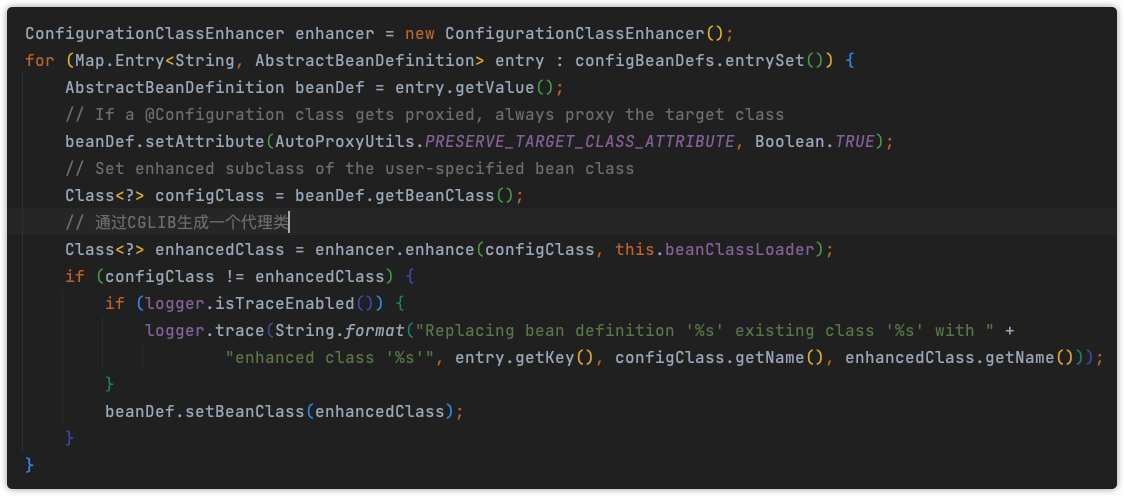 ConfigurationClassEnhancer enhancer = new ConfigurationClassEnhancer();
for (Map.Entry<String, AbstractBeanDefinition> entry : configBeanDefs.entrySet()) {
    AbstractBeanDefinition beanDef = entry.getValue();
    // If a @Configuration class gets proxied, always proxy the target class
    beanDef.setAttribute(AutoProxyUtils.PRESERVE_TARGET_CLASS_ATTRIBUTE, Boolean.TRUE);
    // Set enhanced subclass of the user-specified bean class
    Class<?> configClass = beanDef.getBeanClass();
    // 通过CGLIB生成一个代理类
    Class<?> enhancedClass = enhancer.enhance(configClass, this.beanClassLoader);
    if (configClass != enhancedClass) {
        if (logger.isTraceEnabled()) {
            logger.trace(String.format("Replacing bean definition '%s' existing class '%s' with " +
                    "enhanced class '%s'", entry.getKey(), configClass.getName(), enhancedClass.getName()));
        }
        beanDef.setBeanClass(enhancedClass);
    }
}